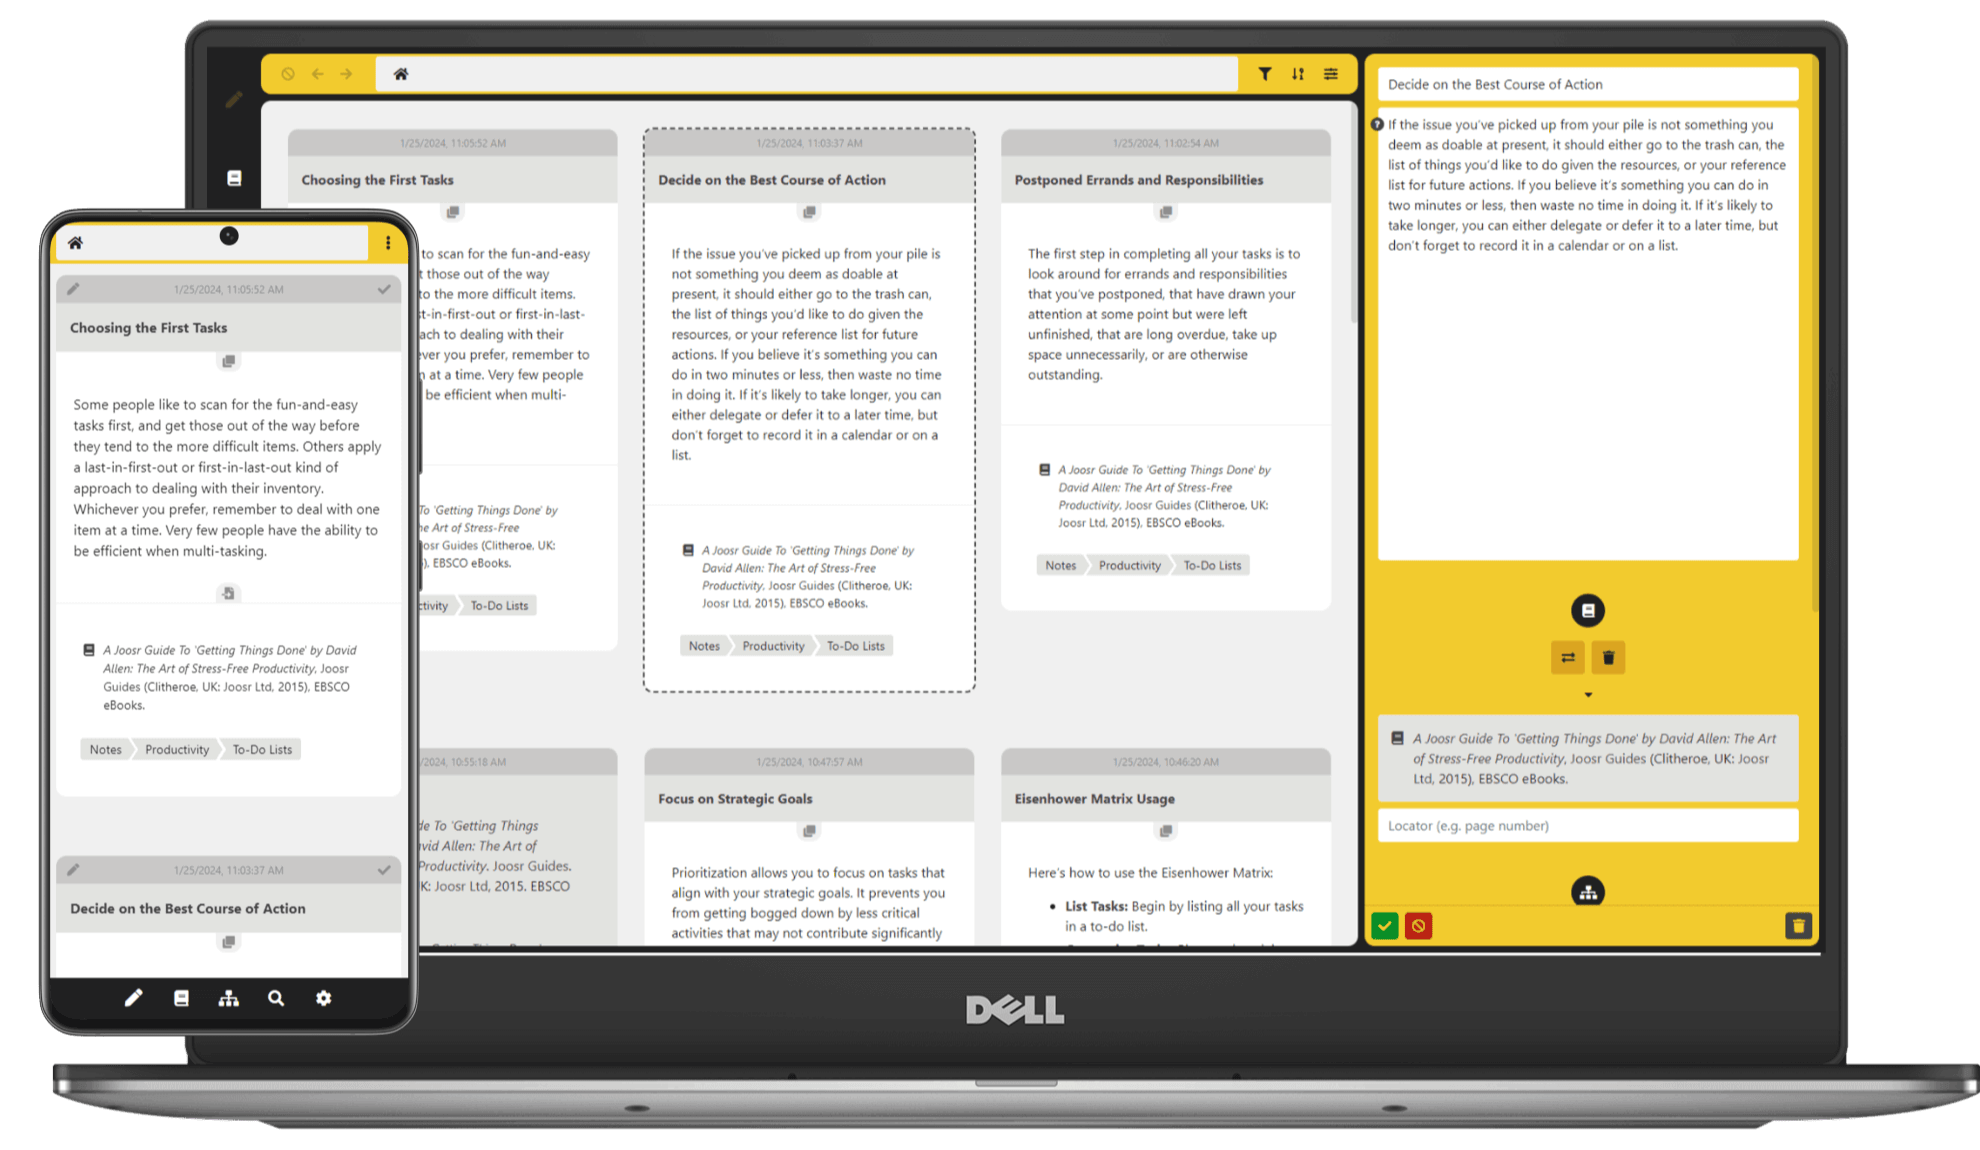 1/25/2024, 11:05:52 AM
Choosing the First Tasks
to scan for the fun-and-easy
t those out of the way
to the more difficult items.
t-in-first-out or first-in-last-
ach to dealing with their
ver you prefer, remember to
at a time. Very few people
be efficient when multi-
To 'Getting Things Done' by
he Art of Stress-Free
osr Guides (Clitheroe, UK:
), EBSCO eBooks.
ctivity
To-Do Lists
1/25/2024, 11:03:37 AM
Decide on the Best Course of Action
If the issue you've picked up from your pile is
not something you deem as doable at
present, it should either go to the trash can,
the list of things you'd like to do given the
resources, or your reference list for future
actions. If you believe it's something you can
do in two minutes or less, then waste no time
in doing it. If it's likely to take longer, you can
either delegate or defer it to a later time, but
don't forget to record it in a calendar or on a
list.
A Joosr Guide To 'Getting Things Done' by
David Allen: The Art of Stress-Free
Productivity, Joosr Guides (Clitheroe, UK:
Joosr Ltd, 2015), EBSCO eBooks.
Notes
Productivity
To-Do Lists
1/25/2024, 11:02:54 AM
Postponed Errands and Responsibilities
The first step in completing all your tasks is to
look around for errands and responsibilities
that you've postponed, that have drawn your
attention at some point but were left
unfinished, that are long overdue, take up
space unnecessarily, or are otherwise
outstanding.
A Joosr Guide To 'Getting Things Done' by
David Allen: The Art of Stress-Free
Productivity, Joosr Guides (Clitheroe, UK:
Joosr Ltd, 2015), EBSCO eBooks.
Notes
Productivity
To-Do Lists
/2024, 10:55:18 AM
de To 'Getting Things
vid Allen: The Art of
Productivity. Joosr Guides.
K: Joosr Ltd, 2015. EBSCO
1/25/2024, 10:47:57 AM
Focus on Strategic Goals
Prioritization allows you to focus on tasks that
align with your strategic goals. It prevents you
from getting bogged down by less critical
activities that may not contribute significantly
1/25/2024, 10:46:20 AM
Eisenhower Matrix Usage
Here's how to use the Eisenhower Matrix:
• List Tasks: Begin by listing all your tasks
in a to-do list.
Decide on the Best Course of Action
If the issue you've picked up from your pile is not something you
deem as doable at present, it should either go to the trash can, the
list of things you'd like to do given the resources, or your reference
list for future actions. If you believe it's something you can do in
two minutes or less, then waste no time in doing it. If it's likely to
take longer, you can either delegate or defer it to a later time, but
don't forget to record it in a calendar or on a list.
A Joosr Guide To 'Getting Things Done' by David Allen: The Art
of Stress-Free Productivity, Joosr Guides (Clitheroe, UK: Joosr
Ltd, 2015), EBSCO eBooks.
Locator (e.g. page number)
1/25/2024, 11:05:52 AM
Choosing the First Tasks
Some people like to scan for the fun-and-easy
tasks first, and get those out of the way before
they tend to the more difficult items. Others apply
a last-in-first-out or first-in-last-out kind of
approach to dealing with their inventory.
Whichever you prefer, remember to deal with one
item at a time. Very few people have the ability to
be efficient when multi-tasking.
A Joosr Guide To 'Getting Things Done' by David
Allen: The Art of Stress-Free Productivity, Joosr
Guides (Clitheroe, UK: Joosr Ltd, 2015), EBSCO
eBooks.
Notes
Productivity
To-Do Lists
1/25/2024, 11:03:37 AM
Decide on the Best Course of Action
DELL